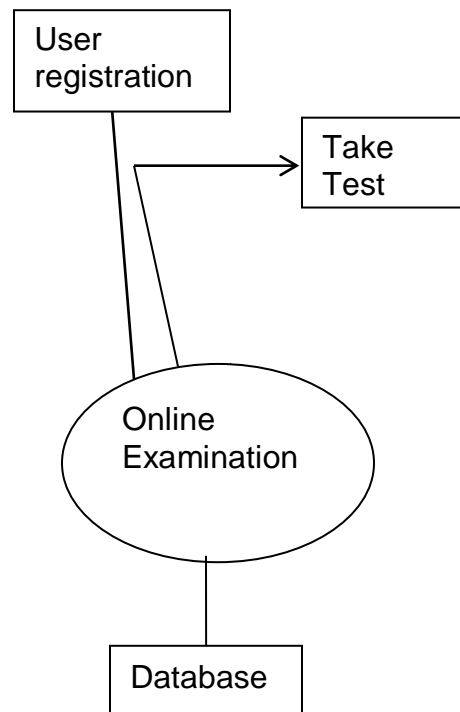 User
registration
Take
Test
Online
Examination
Database